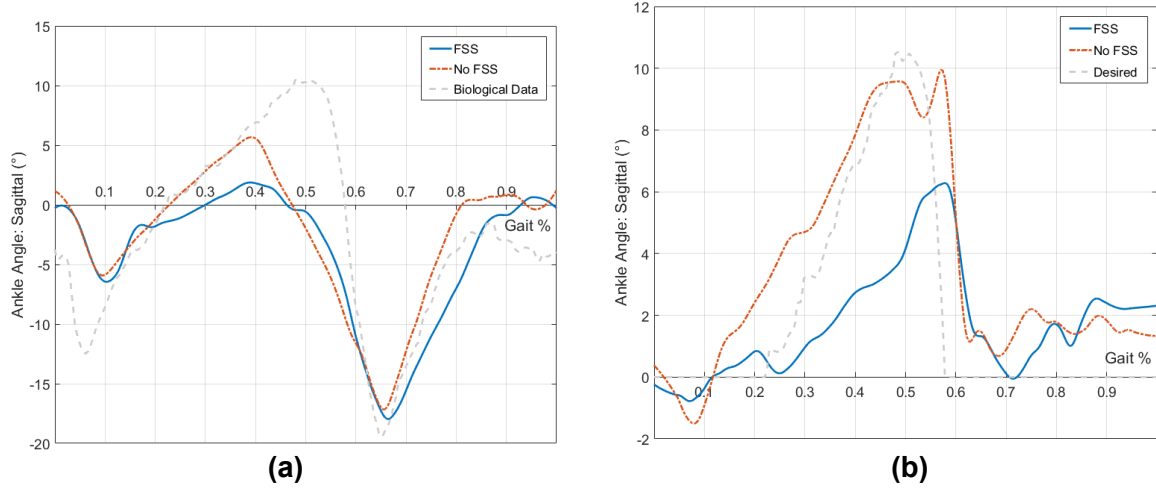 15
10
5
0
-5
-10
-15
-20
Ankle Angle: Sagittal (°)
0.1 0.2 0.3 0.4 0.5 0.6 0.7 0.8 0.9
Gait %
FSS
No FSS
Biological Data
(a)
12
10
8
6
4
2
0
-2
Ankle Angle: Sagittal (°)
0.1 0.2 0.3 0.4 0.5 0.6 0.7 0.8 0.9
Gait %
FSS
No FSS
Desired
(b)